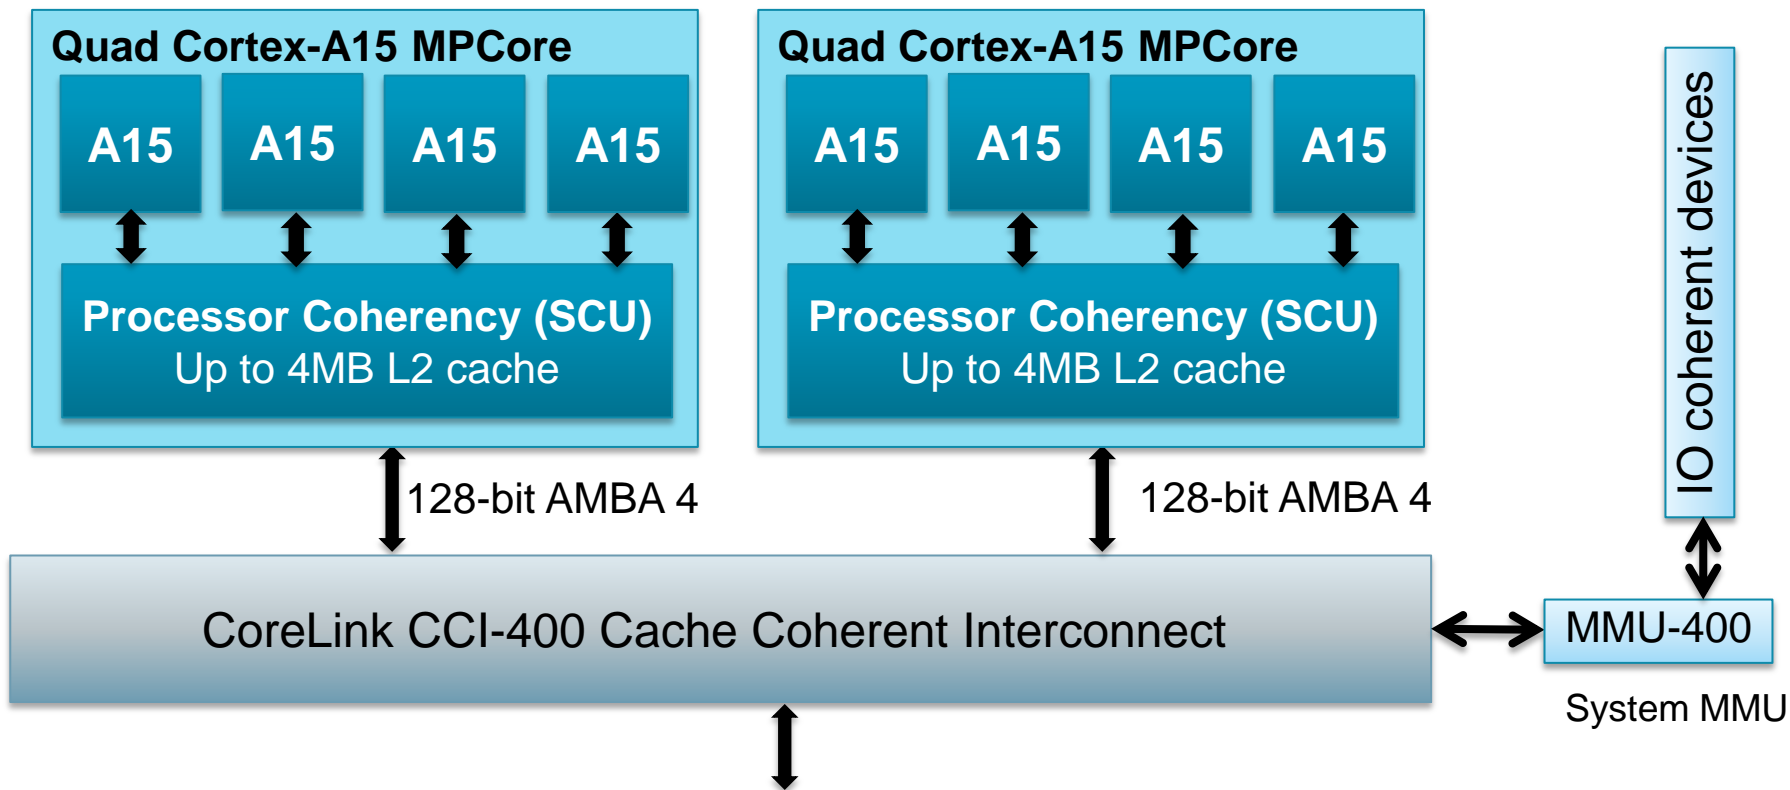 Quad Cortex-A15 MPCore
A15
A15
A15
A15
Processor Coherency (SCU)
Up to 4MB L2 cache
Quad Cortex-A15 MPCore
A15
A15
A15
A15
Processor Coherency (SCU)
Up to 4MB L2 cache
IO coherent devices
128-bit AMBA 4
128-bit AMBA 4
CoreLink CCI-400 Cache Coherent Interconnect
MMU-400
System MMU